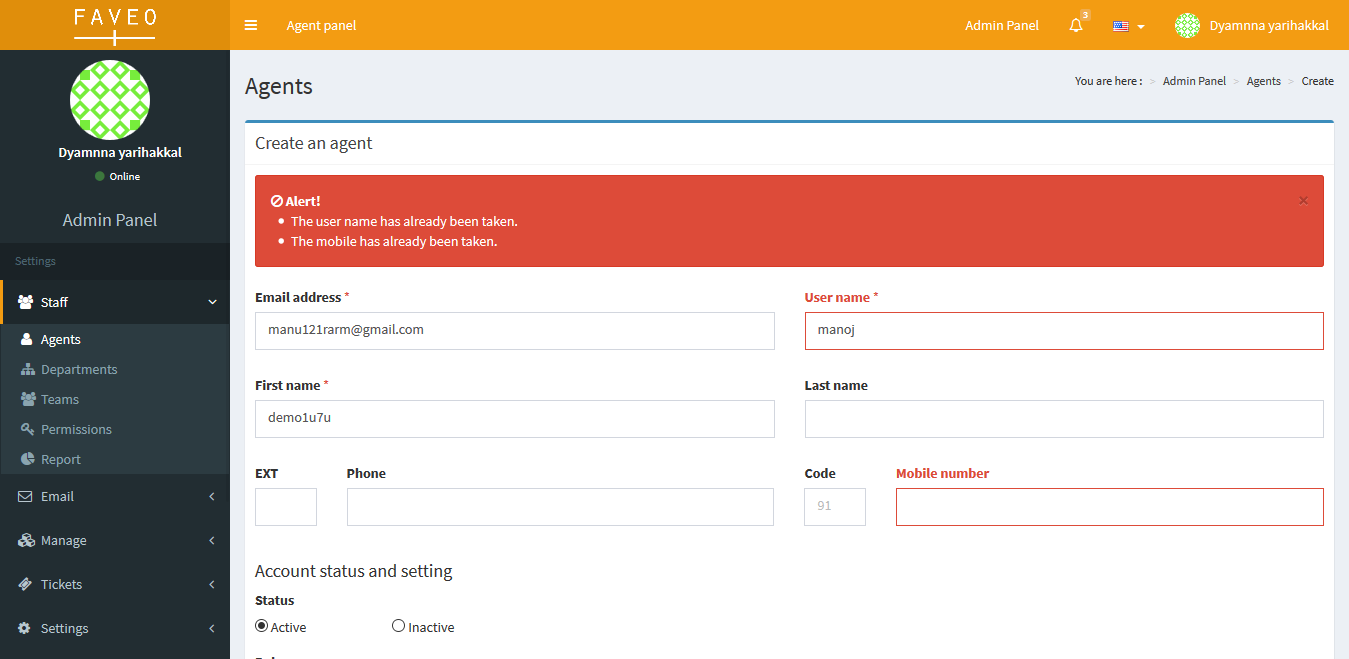 FAVEO
Agent panel
Admin Panel
3
Dyamnna yarihakkal
Dyamnna yarihakkal
Online
Admin Panel
Settings
Staff
Agents
Departments
Teams
Permissions
Report
Email
Manage
Tickets
Settings
Agents
You are here : > Admin Panel > Agents > Create
Create an agent
Alert!
×
• The user name has already been taken.
• The mobile has already been taken.
Email address *
User name *
manu121rarm@gmail.com
manoj
First name *
Last name
demo1u7u
EXT
Phone
Code
Mobile number
91
Account status and setting
Status
Active
Inactive